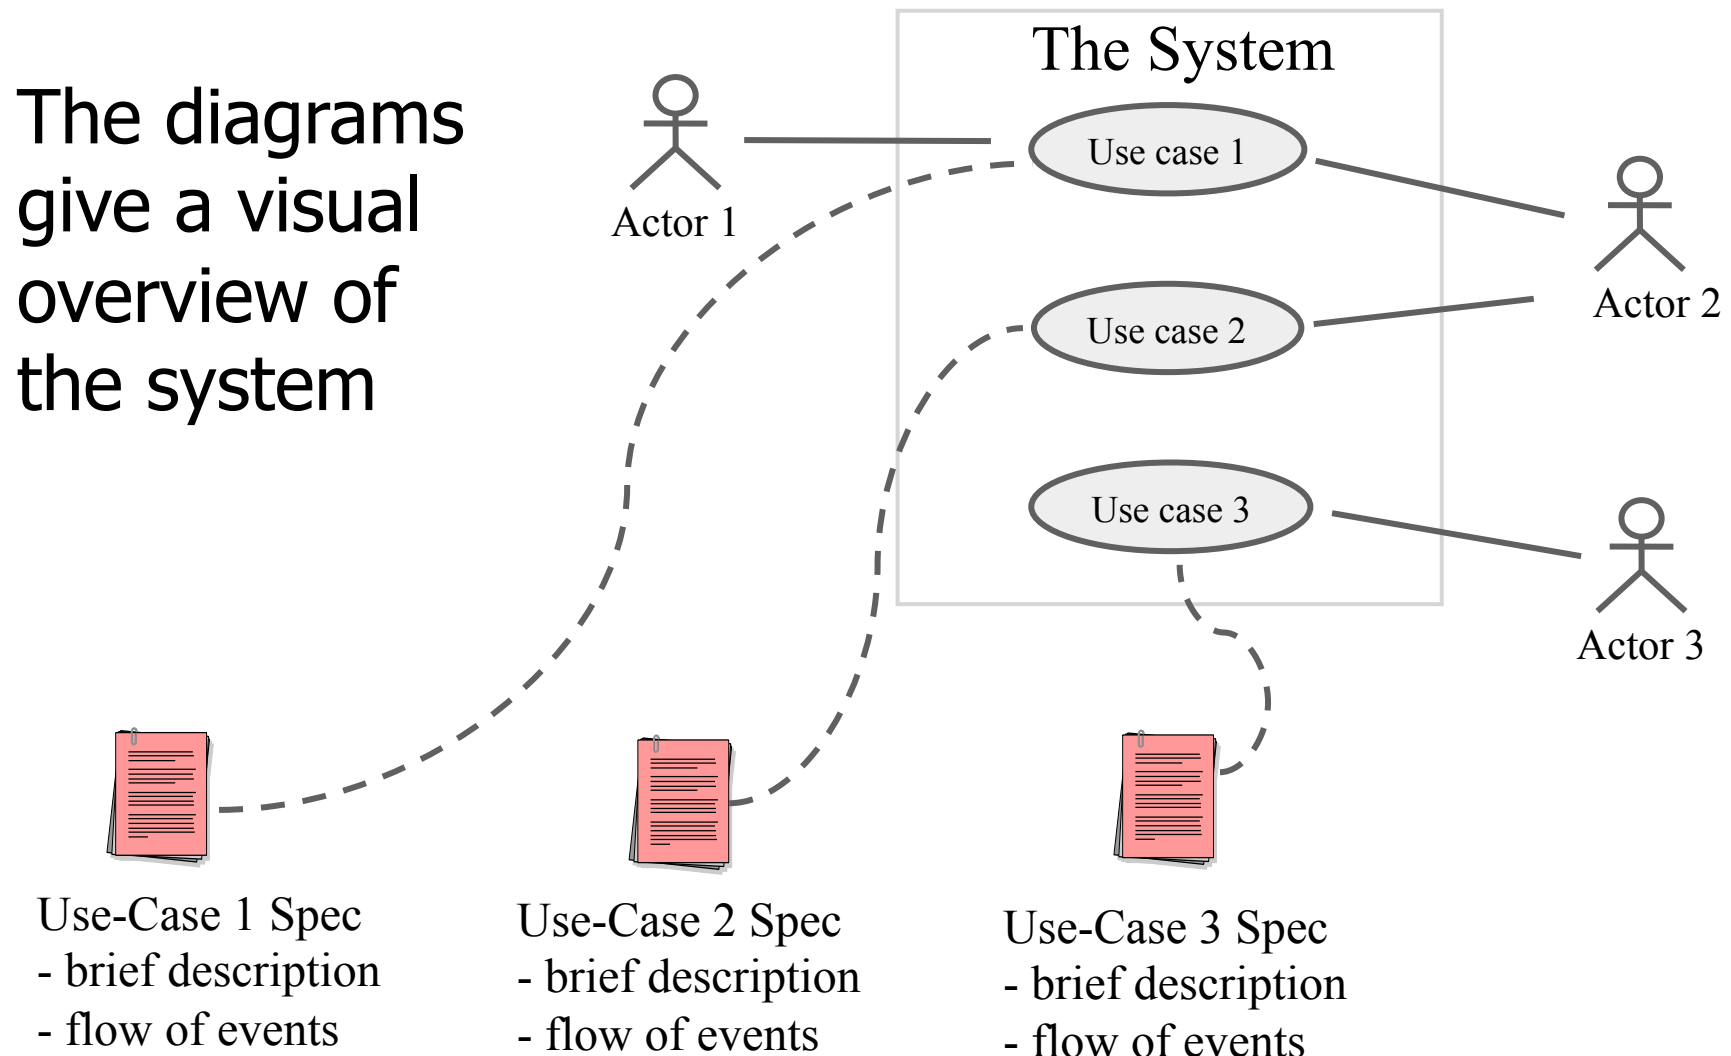 The diagrams
give a visual
overview of
the system
The System
Actor 1
Use case 1
Actor 2
Use case 2
Use case 3
Actor 3
Use-Case 1 Spec
- brief description
- flow of events
Use-Case 2 Spec
- brief description
- flow of events
Use-Case 3 Spec
- brief description
- flow of events